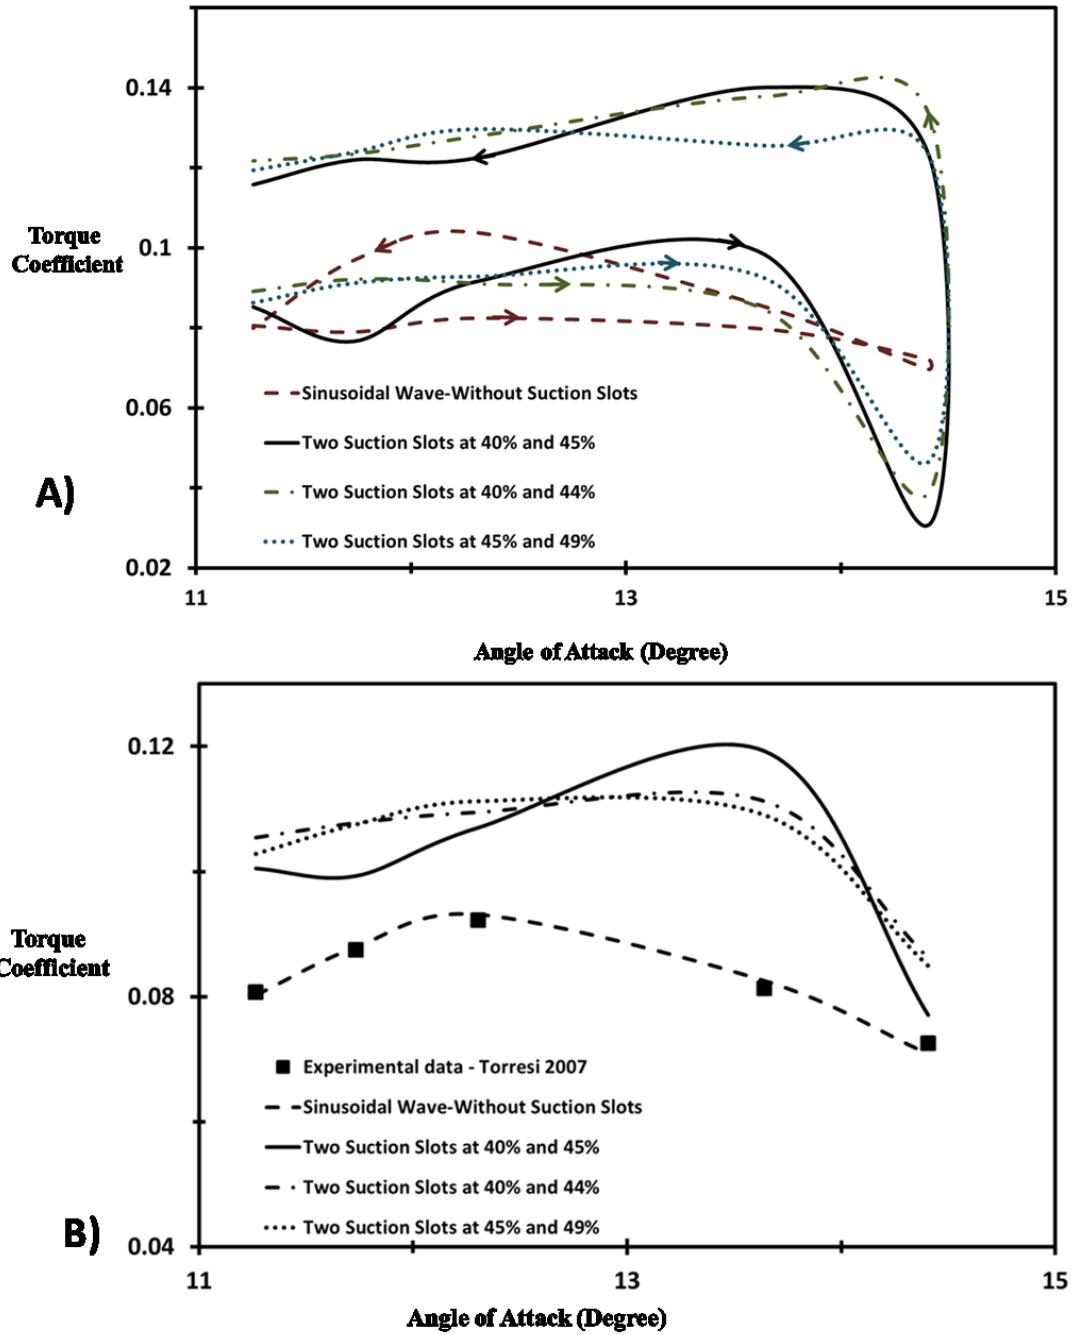 0.14
Torque
Coefficient
0.1
0.06
0.02
Sinusoidal Wave-Without Suction Slots
Two Suction Slots at 40% and 45%
Two Suction Slots at 40% and 44%
Two Suction Slots at 45% and 49%
A)
11 13 15
Angle of Attack (Degree)
0.12
Torque
Coefficient
0.08
0.04
Experimental data - Torresi 2007
Sinusoidal Wave-Without Suction Slots
Two Suction Slots at 40% and 45%
Two Suction Slots at 40% and 44%
Two Suction Slots at 45% and 49%
B)
11 13 15
Angle of Attack (Degree)